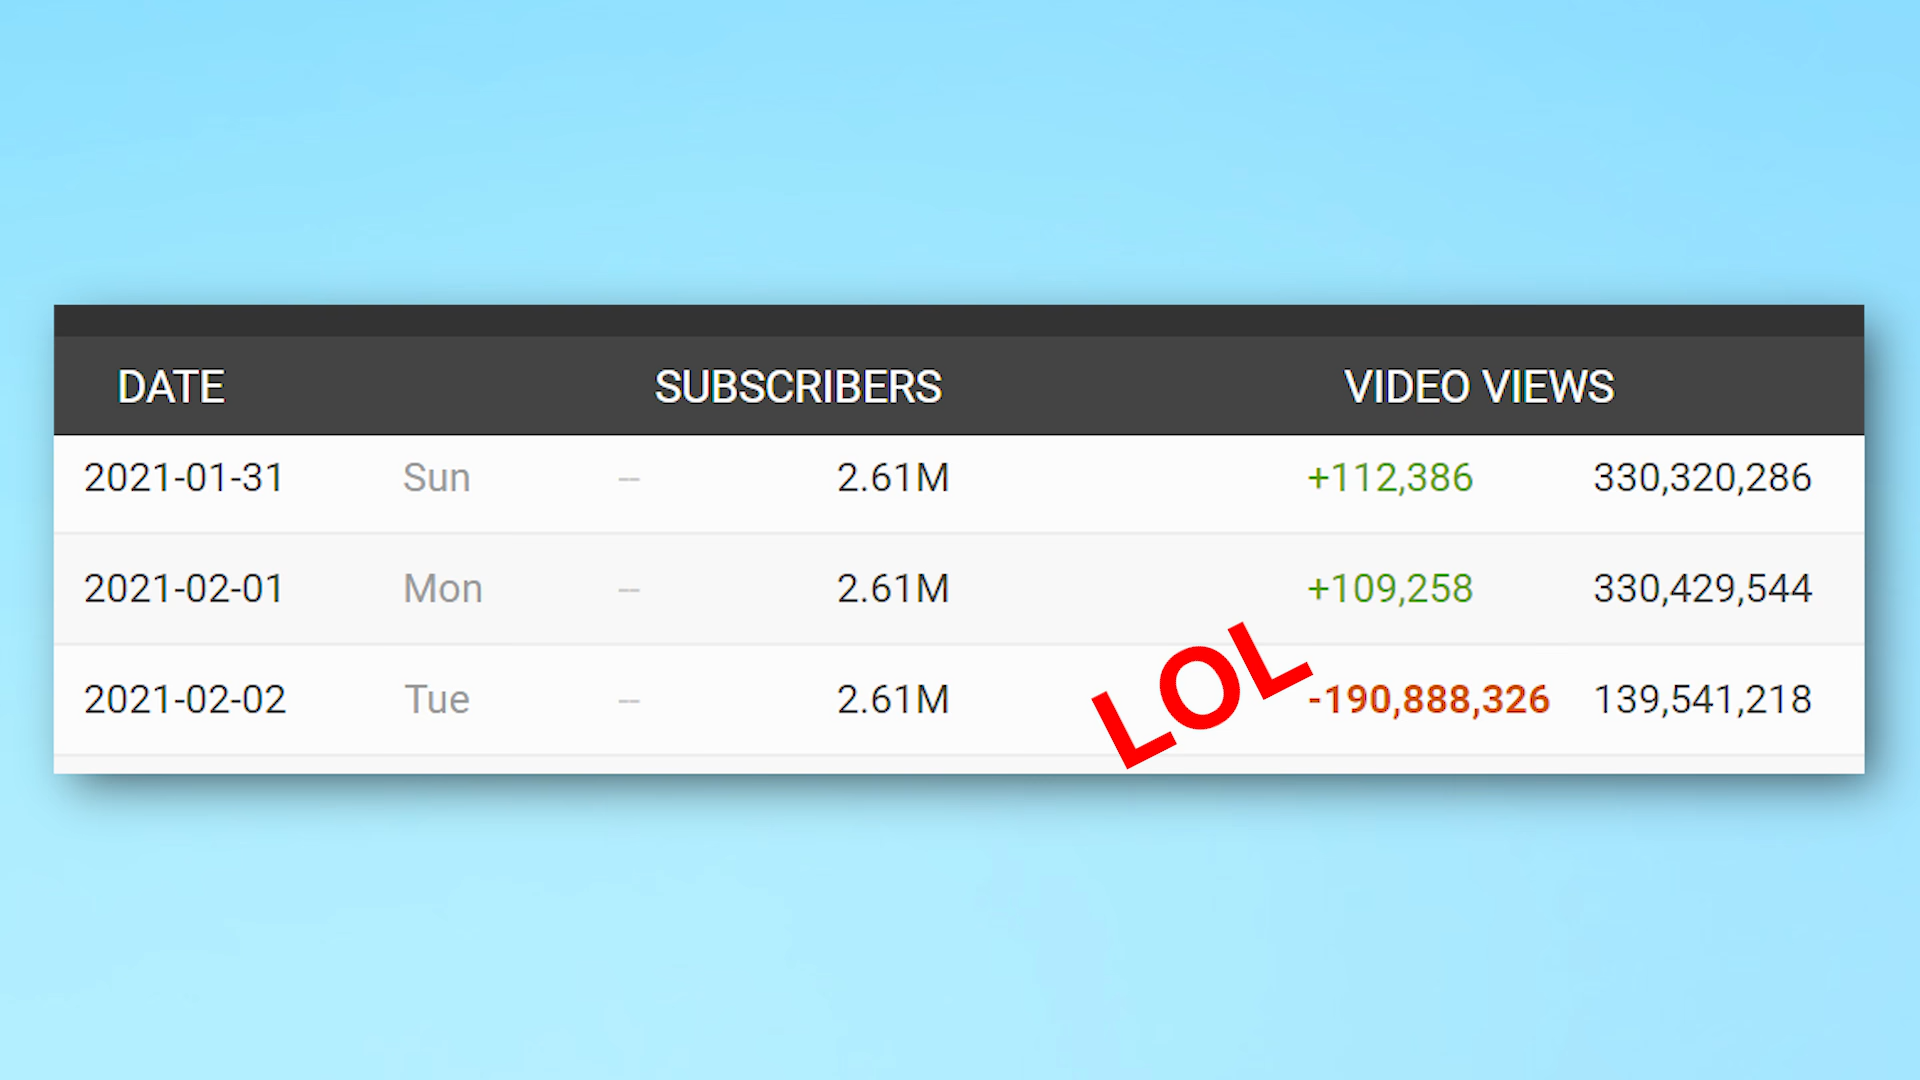 DATE SUBSCRIBERS VIDEO VIEWS
2021-01-31 Sun -- 2.61M +112,386 330,320,286
2021-02-01 Mon -- 2.61M +109,258 330,429,544
2021-02-02 Tue -- 2.61M -190,888,326 139,541,218
LOL